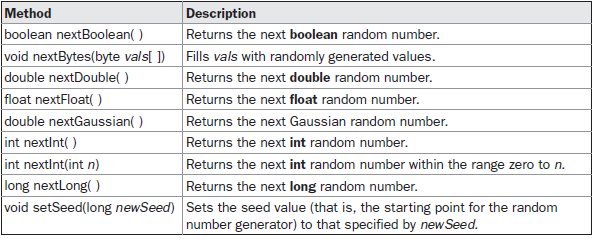 Method Description
boolean nextBoolean( ) Returns the next boolean random number.
void nextBytes(byte vals[ ]) Fills vals with randomly generated values.
double nextDouble( ) Returns the next double random number.
float nextFloat( ) Returns the next float random number.
double nextGaussian( ) Returns the next Gaussian random number.
int nextInt( ) Returns the next int random number.
int nextInt(int n) Returns the next int random number within the range zero to n.
long nextLong( ) Returns the next long random number.
void setSeed(long newSeed) Sets the seed value (that is, the starting point for the random
number generator) to that specified by newSeed.